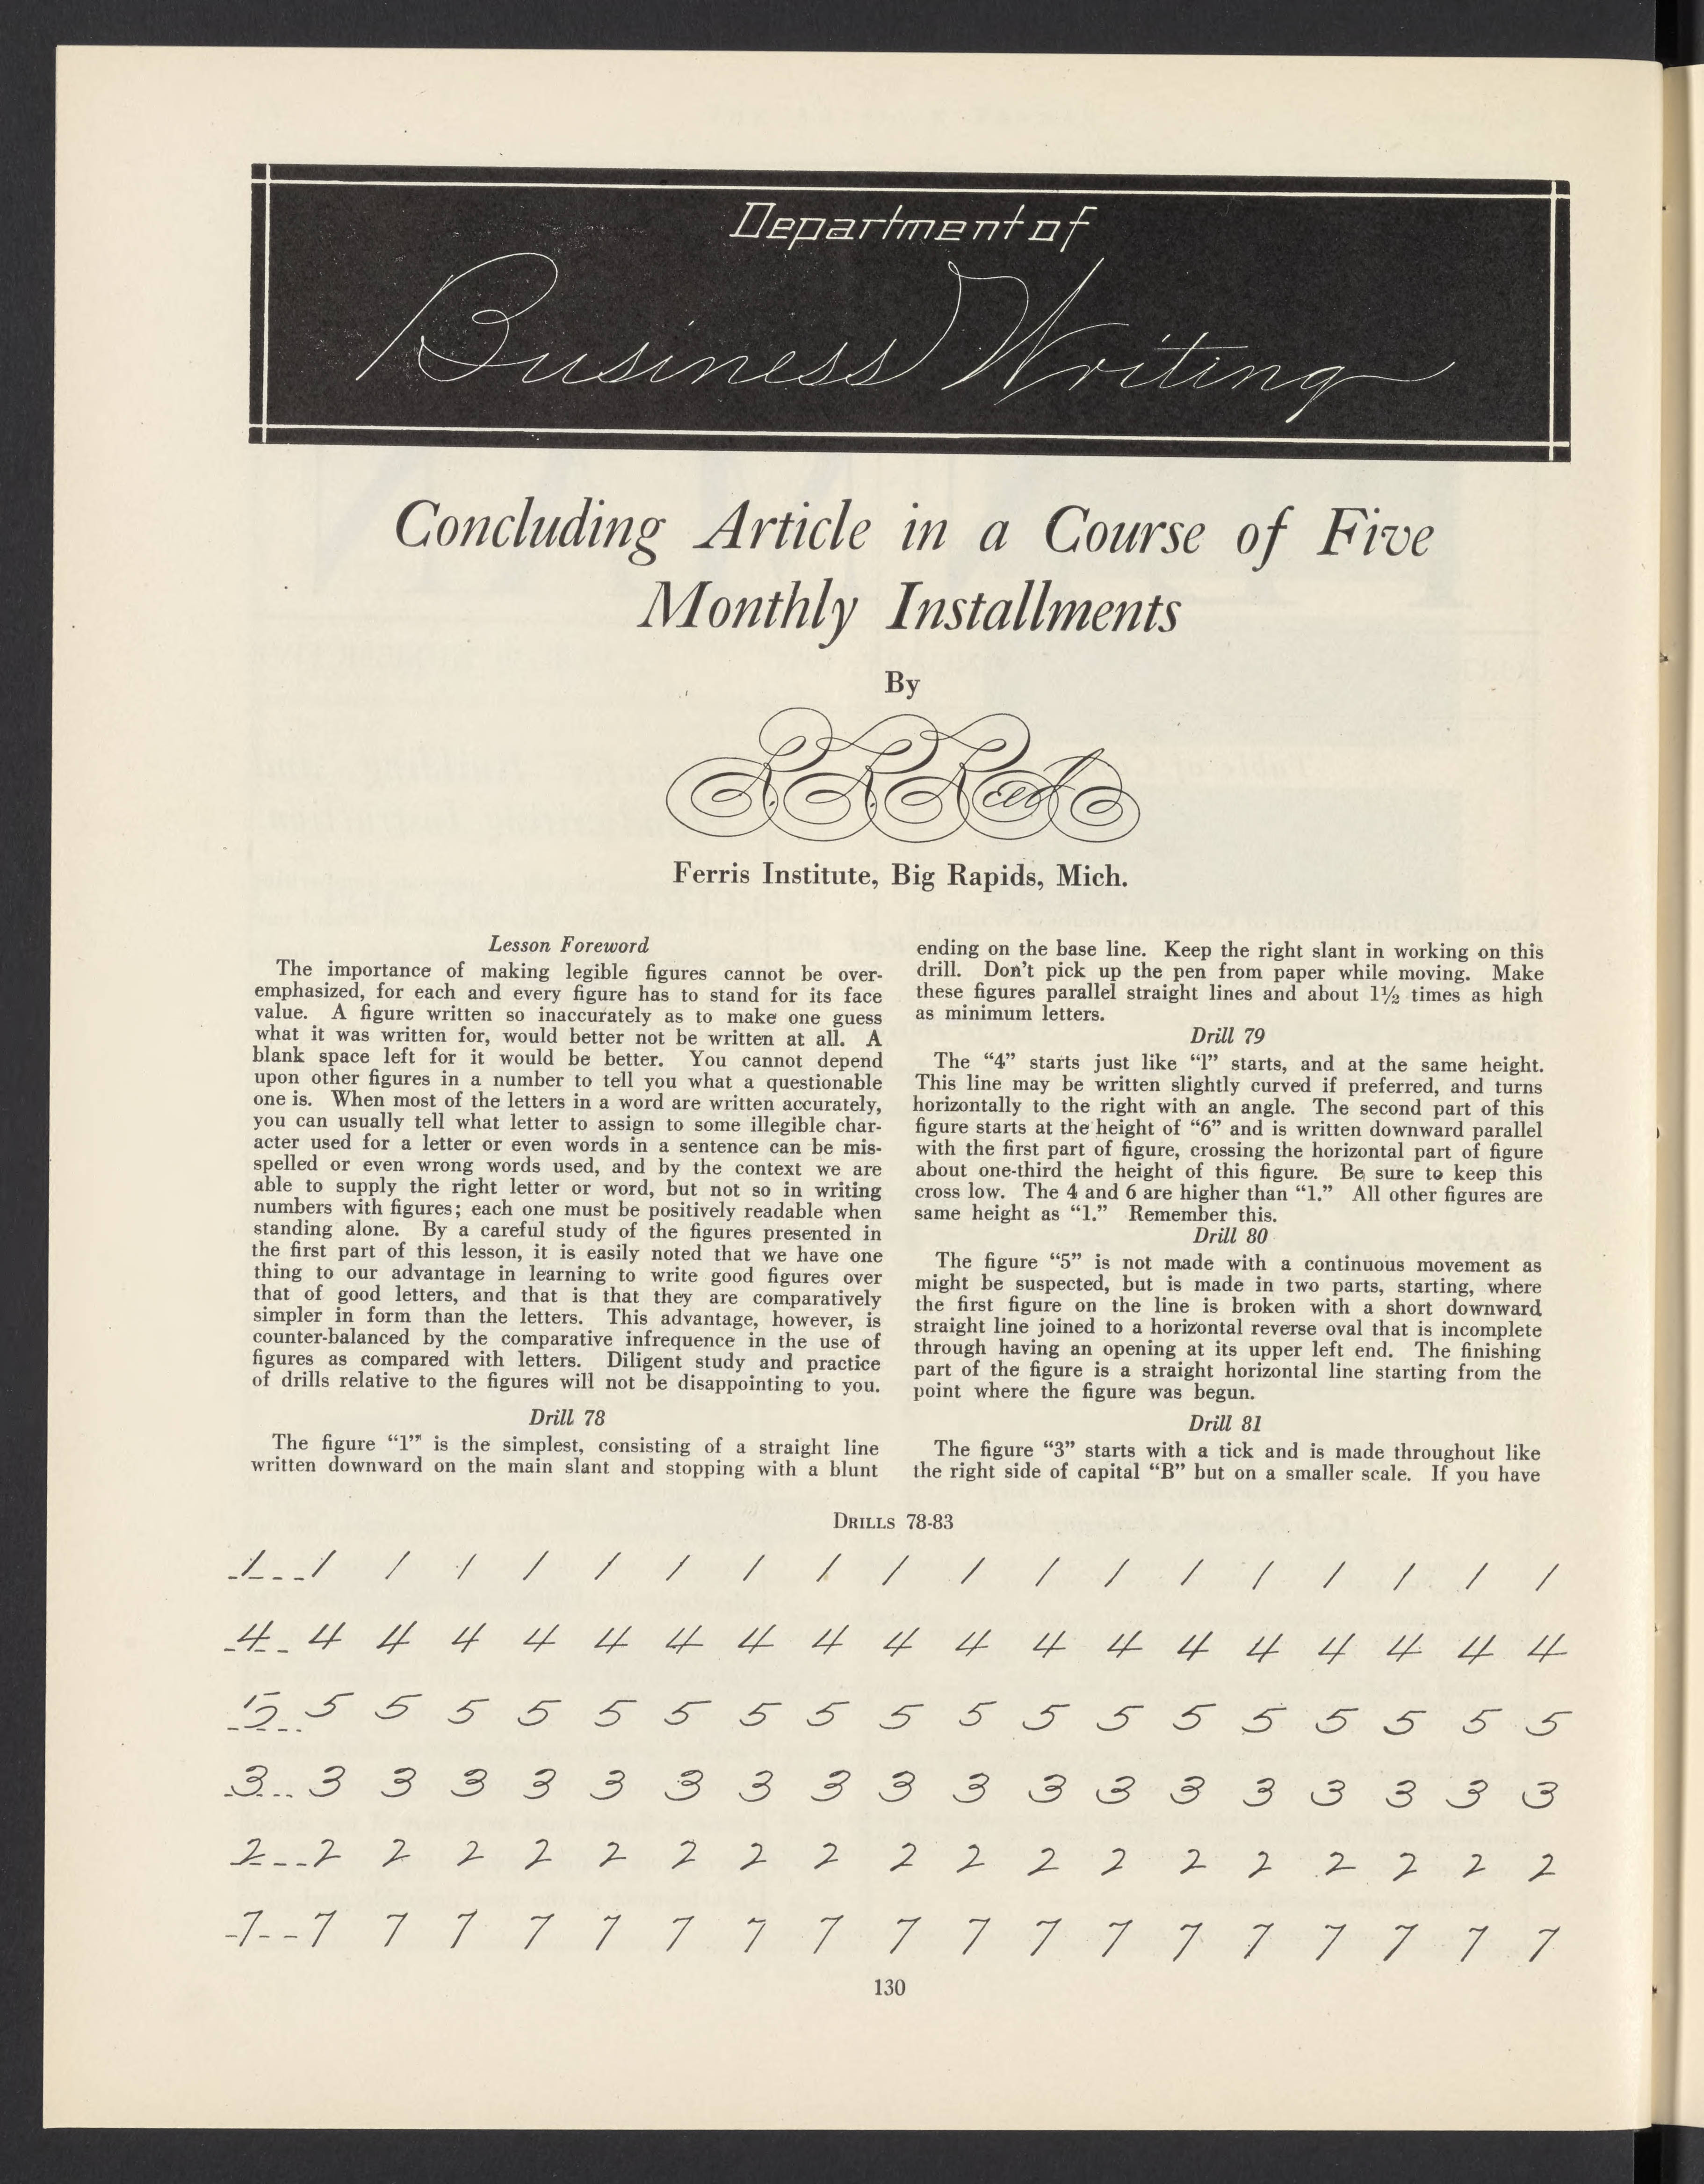 Department of
Business Writing
Concluding Article in a Course of Five
Monthly Installments
By
R.R.Reed
Ferris Institute, Big Rapids, Mich.
Lesson Foreword
The importance of making legible figures cannot be over-
emphasized, for each and every figure has to stand for its face
value. A figure written so inaccurately as to make one guess
what it was written for, would better not be written at all. A
blank space left for it would be better. You cannot depend
upon other figures in a number to tell you what a questionable
one is. When most of the letters in a word are written accurately,
you can usually tell what letter to assign to some illegible char-
acter used for a letter or even words in a sentence can be mis-
spelled or even wrong words used, and by the context we are
able to supply the right letter or word, but not so in writing
numbers with figures; each one must be positively readable when
standing alone. By a careful study of the figures presented in
the first part of this lesson, it is easily noted that we have one
thing to our advantage in learning to write good figures over
that of good letters, and that is that they are comparatively
simpler in form than the letters. This advantage, however, is
counter-balanced by the comparative infrequence in the use of
figures as compared with letters. Diligent study and practice
of drills relative to the figures will not be disappointing to you.
Drill 78
The figure “1” is the simplest, consisting of a straight line
written downward on the main slant and stopping with a blunt
ending on the base line. Keep the right slant in working on this
drill. Don't pick up the pen from paper while moving. Make
these figures parallel straight lines and about 1½ times as high
as minimum letters.
Drill 79
The “4” starts just like “1” starts, and at the same height.
This line may be written slightly curved if preferred, and turns
horizontally to the right with an angle. The second part of this
figure starts at the height of “6” and is written downward parallel
with the first part of figure, crossing the horizontal part of figure
about one-third the height of this figure. Be sure to keep this
cross low. The 4 and 6 are higher than “1.” All other figures are
same height as “1.” Remember this.
Drill 80
The figure “5” is not made with a continuous movement as
might be suspected, but is made in two parts, starting, where
the first figure on the line is broken with a short downward
straight line joined to a horizontal reverse oval that is incomplete
through having an opening at its upper left end. The finishing
part of the figure is a straight horizontal line starting from the
point where the figure was begun.
Drill 81
The figure “3” starts with a tick and is made throughout like
the right side of capital “B” but on a smaller scale. If you have
DRILLS 78-83
1 1 1 1 1 1 1 1 1 1 1 1 1 1 1 1 1 1 1
4 4 4 4 4 4 4 4 4 4 4 4 4 4 4 4 4 4 4
5 5 5 5 5 5 5 5 5 5 5 5 5 5 5 5 5 5 5
3 3 3 3 3 3 3 3 3 3 3 3 3 3 3 3 3 3 3
2 2 2 2 2 2 2 2 2 2 2 2 2 2 2 2 2 2 2
7 7 7 7 7 7 7 7 7 7 7 7 7 7 7 7 7 7 7
130